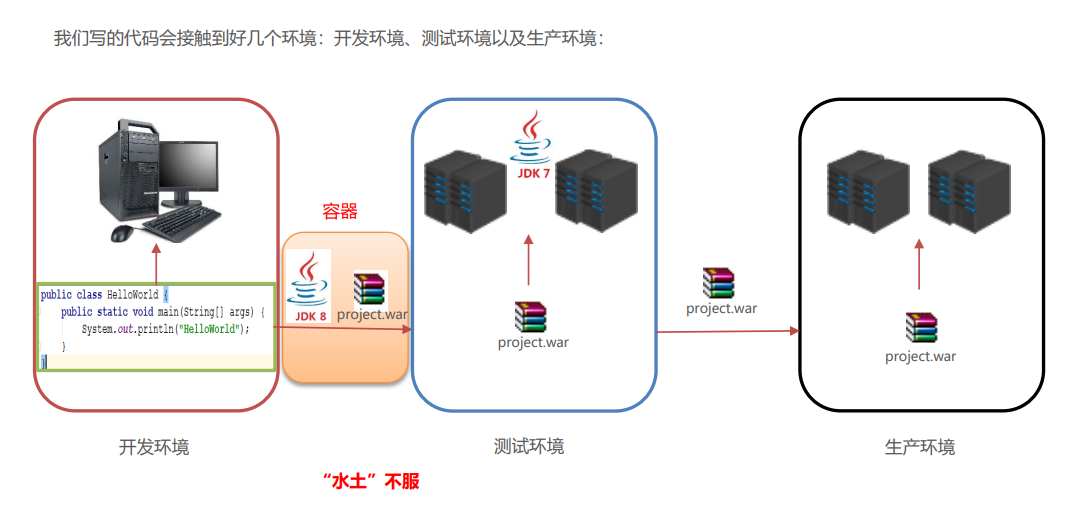 我们写的代码会接触到好几个环境：开发环境、测试环境以及生产环境：
JDK 7
容器
JDK 8
project.war
public class HelloWorld {
public static void main(String[] args) {
System.out.println("HelloWorld");
}
}
project.war
project.war
project.war
开发环境
测试环境
生产环境
“水土”不服